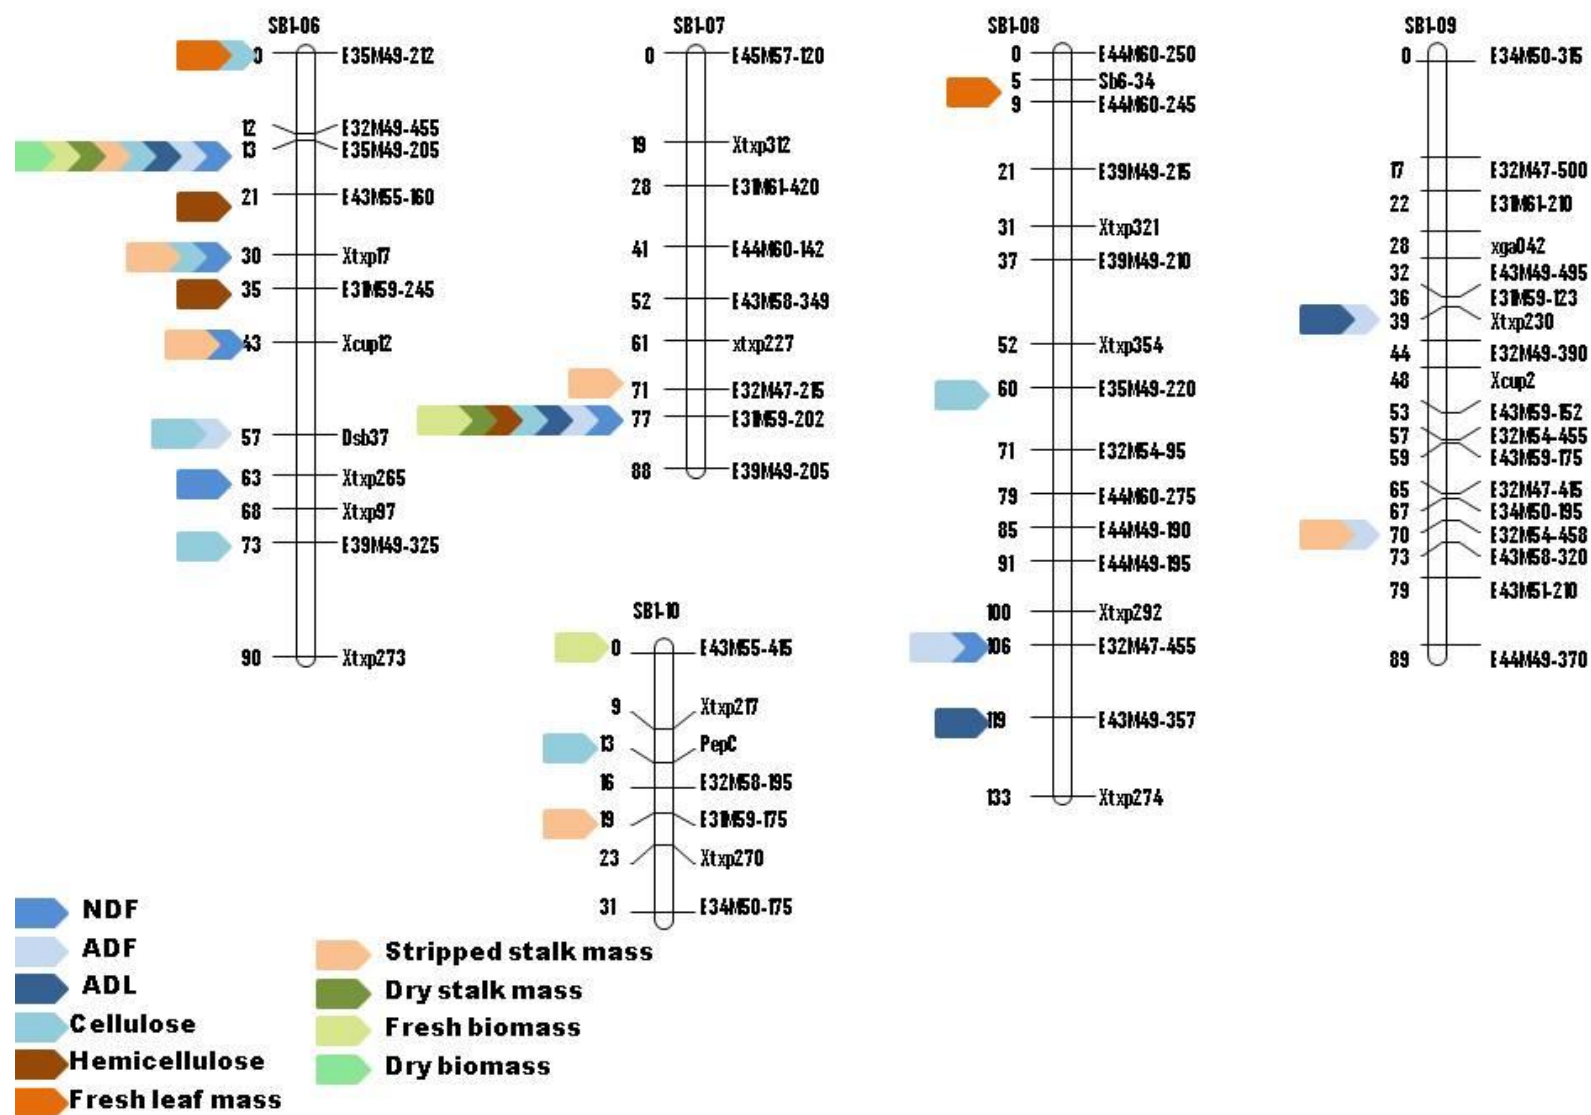 SB1-06
0 E35M49-212
12 E32M49-455
13 E35M49-205
21 E43M55-160
30 Xtxp17
35 E31M59-245
43 Xcup12
57 Dsb37
63 Xtxp265
68 Xtxp97
73 E39M49-325
90 Xtxp273
SB1-07
0 E45M57-120
19 Xtxp312
28 E31M61-420
41 E44M60-142
52 E43M58-349
61 xtxp227
71 E32M47-215
77 E31M59-202
88 E39M49-205
SB1-08
0 E44M60-250
5 Sb6-34
9 E44M60-245
21 E39M49-215
31 Xtxp321
37 E39M49-210
52 Xtxp354
60 E35M49-220
71 E32M54-95
79 E44M60-275
85 E44M49-190
91 E44M49-195
100 Xtxp292
106 E32M47-455
119 E43M49-357
133 Xtxp274
SB1-09
0 E34M50-315
17 E32M47-500
22 E31M61-210
28 xga042
32 E43M49-495
36 E31M59-123
39 Xtxp230
44 E32M49-390
48 Xcup2
53 E43M59-152
57 E32M54-455
59 E43M59-175
65 E32M47-415
67 E34M50-195
70 E32M54-458
73 E43M58-320
79 E43M51-210
89 E44M49-370
SB1-10
0 E43M55-415
9 Xtxp217
13 PepC
16 E32M58-195
19 E31M59-175
23 Xtxp270
31 E34M50-175
NDF
ADF
ADL
Cellulose
Hemicellulose
Fresh leaf mass
Stripped stalk mass
Dry stalk mass
Fresh biomass
Dry biomass